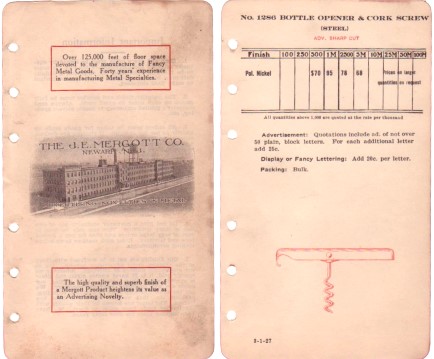 Over 125,000 feet of floor space
devoted to the manufacture of Fancy
Metal Goods. Forty years' experience
in manufacturing Metal Specialties.
THE J.E. MERGOTT CO.
NEWARK, N.J.
The high quality and superb finish of
a Mergott Product heightens its value as
an Advertising Novelty.
No. 1286 BOTTLE OPENER & CORK SCREW
(STEEL)
ADV. SHARP CUT
Finish 100 250 500 1M 2500 5M 10M 25M 50M 100M
Pol. Nickel $70 85 78 68 Prices on larger
quantities on request
All quantities above 1,000 are quoted at the rate per thousand
Advertisement: Quotations include ad. of not over
50 plain, block letters. For each additional letter
add 25c.
Display or Fancy Lettering: Add 20c. per letter.
Packing: Bulk.
3-1-27